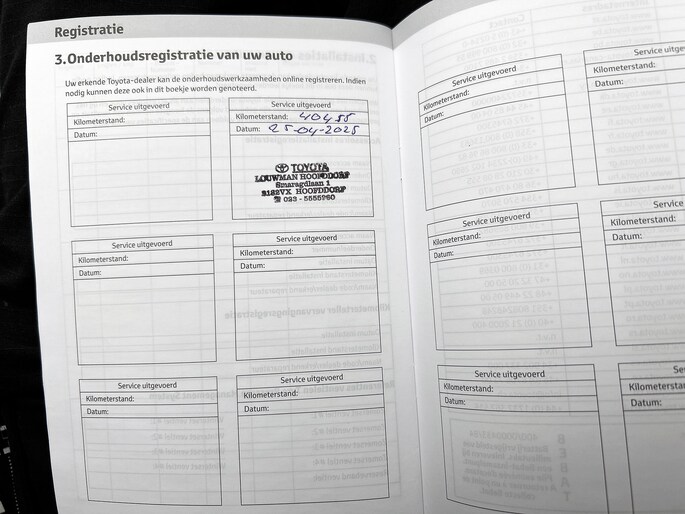 Registratie
3.Onderhoudsregistratie van uw auto
Uw erkende Toyota-dealer kan de onderhoudswerkzaamheden online registreren. Indien
nodig kunnen deze ook in dit boekje worden genoteerd.
Service uitgevoerd
Kilometerstand:
Datum:
Service uitgevoerd
Kilometerstand: 40455
Datum: 25-04-2025
TOYOTA
LOUWMAN HOOFDDORP
Smaragdlaan 1
2132VX HOOFDDORP
☎ 023 - 5555960
Service uitgevoerd
Kilometerstand:
Datum:
Service uitgevoerd
Kilometerstand:
Datum:
Service uitgevoerd
Kilometerstand:
Datum:
Service uitgevoerd
Kilometerstand:
Datum:
Service uitgevoerd
Kilometerstand:
Datum:
Service uitg
Kilometerstand:
Datum:
Service uitgevoerd
Kilometerstand:
Datum:
Service
Kilometerstand:
Datum:
Service uitgevoerd
Kilometerstand:
Datum:
Servic
Kilometerstan
Datum: